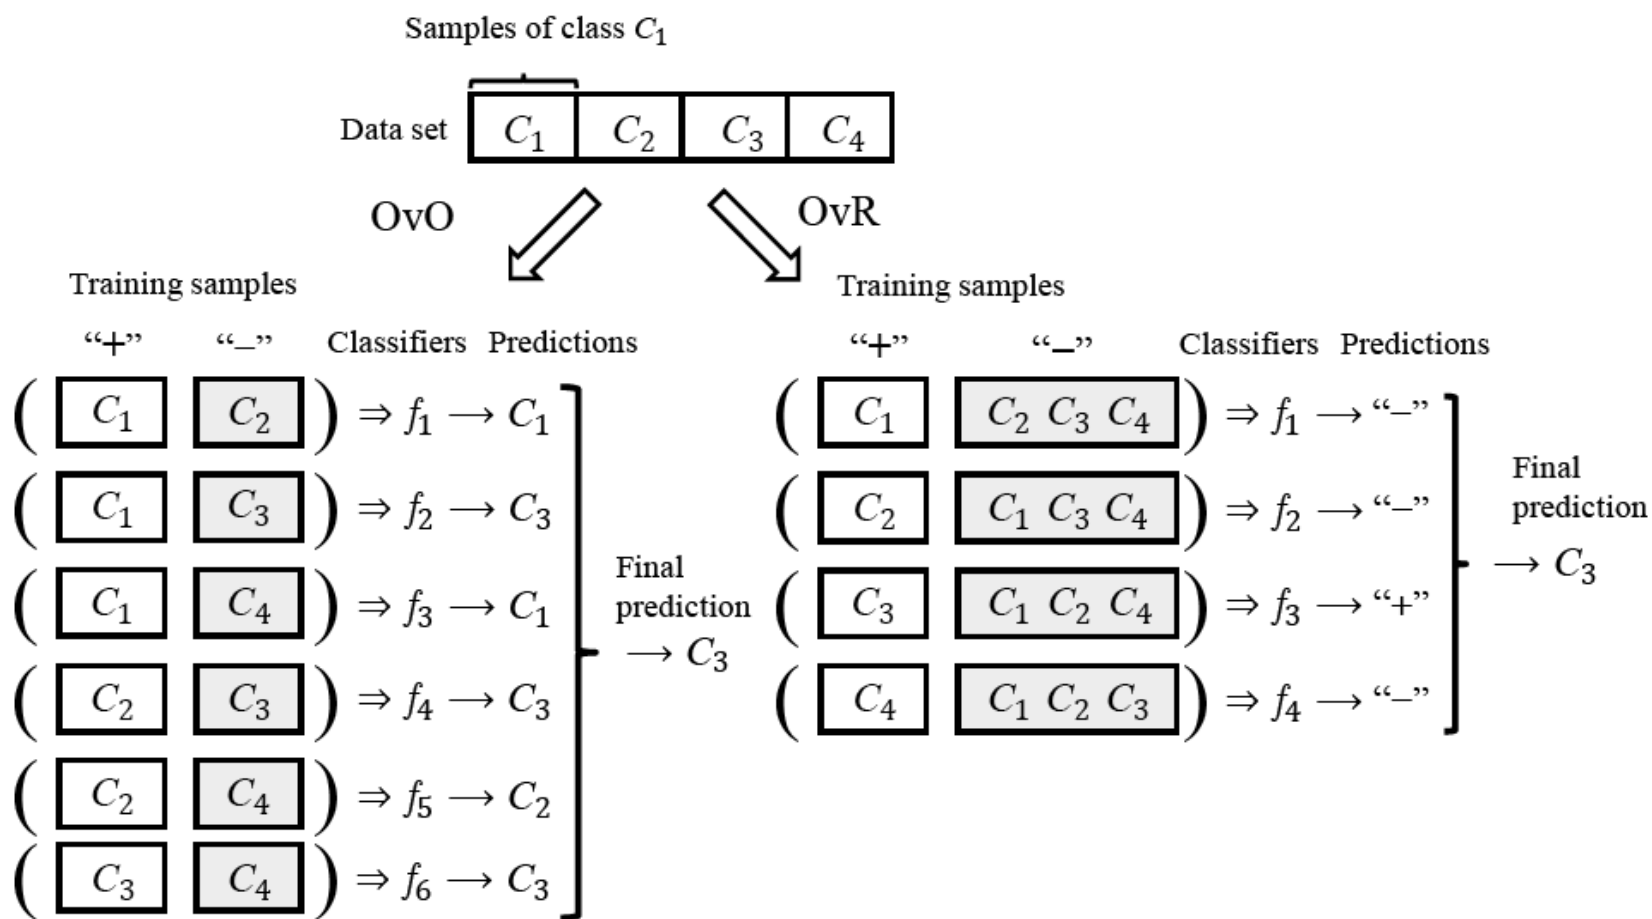 Samples of class C₁
Data set C₁ C₂ C₃ C₄
OvO
Training samples
“+” “–” Classifiers Predictions
( C₁ C₂ ) ⇒ f₁ → C₁
( C₁ C₃ ) ⇒ f₂ → C₃
( C₁ C₄ ) ⇒ f₃ → C₁
( C₂ C₃ ) ⇒ f₄ → C₃
( C₂ C₄ ) ⇒ f₅ → C₂
( C₃ C₄ ) ⇒ f₆ → C₃
Final
prediction
→ C₃
OvR
Training samples
“+” “–” Classifiers Predictions
( C₁ C₂ C₃ C₄ ) ⇒ f₁ → “–”
( C₂ C₁ C₃ C₄ ) ⇒ f₂ → “–”
( C₃ C₁ C₂ C₄ ) ⇒ f₃ → “+”
( C₄ C₁ C₂ C₃ ) ⇒ f₄ → “–”
Final
prediction
→ C₃